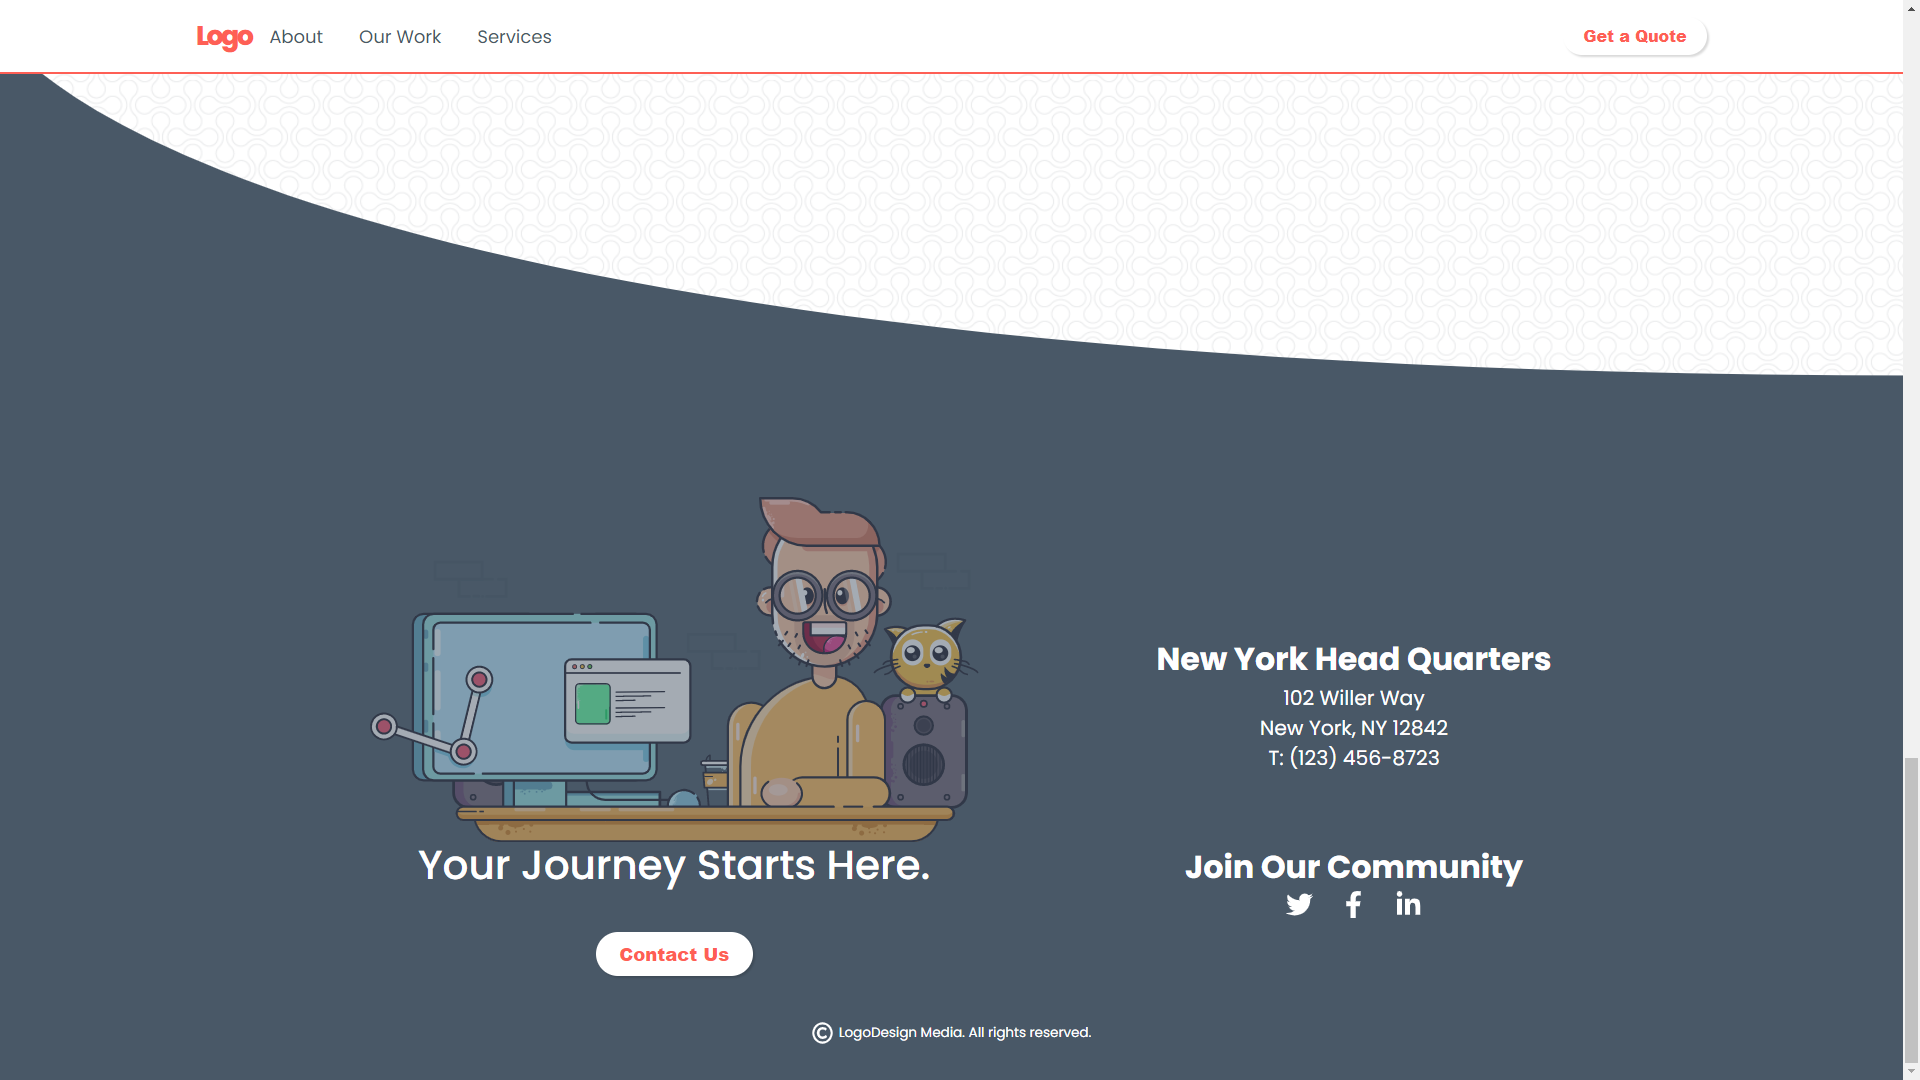 Logo
About
Our Work
Services
Get a Quote
New York Head Quarters
102 Willer Way
New York, NY 12842
T: (123) 456-8723
Your Journey Starts Here.
Join Our Community
Contact Us
© LogoDesign Media. All rights reserved.